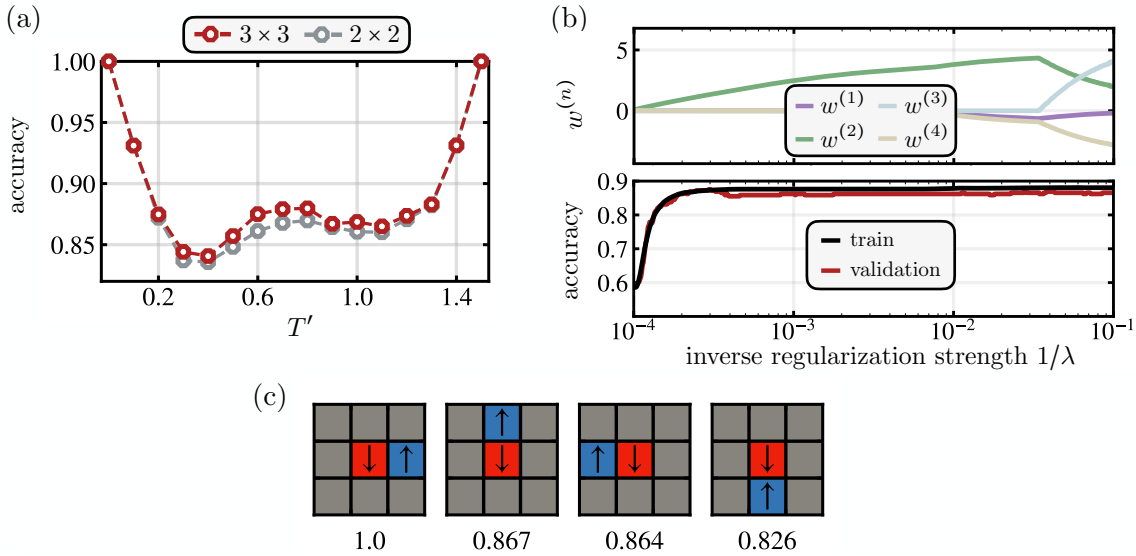 (a)
3 × 3 2 × 2
accuracy
1.00
0.95
0.90
0.85
0.2 0.6 1.0 1.4
T′
(b)
w⁽ⁿ⁾
5
0
w⁽¹⁾ w⁽³⁾
w⁽²⁾ w⁽⁴⁾
accuracy
0.9
0.8
0.7
0.6
train
validation
10⁻⁴ 10⁻³ 10⁻² 10⁻¹
inverse regularization strength 1/λ
(c)
↓ ↑ ↑ ↓ ↑ ↓ ↓ ↑
1.0 0.867 0.864 0.826